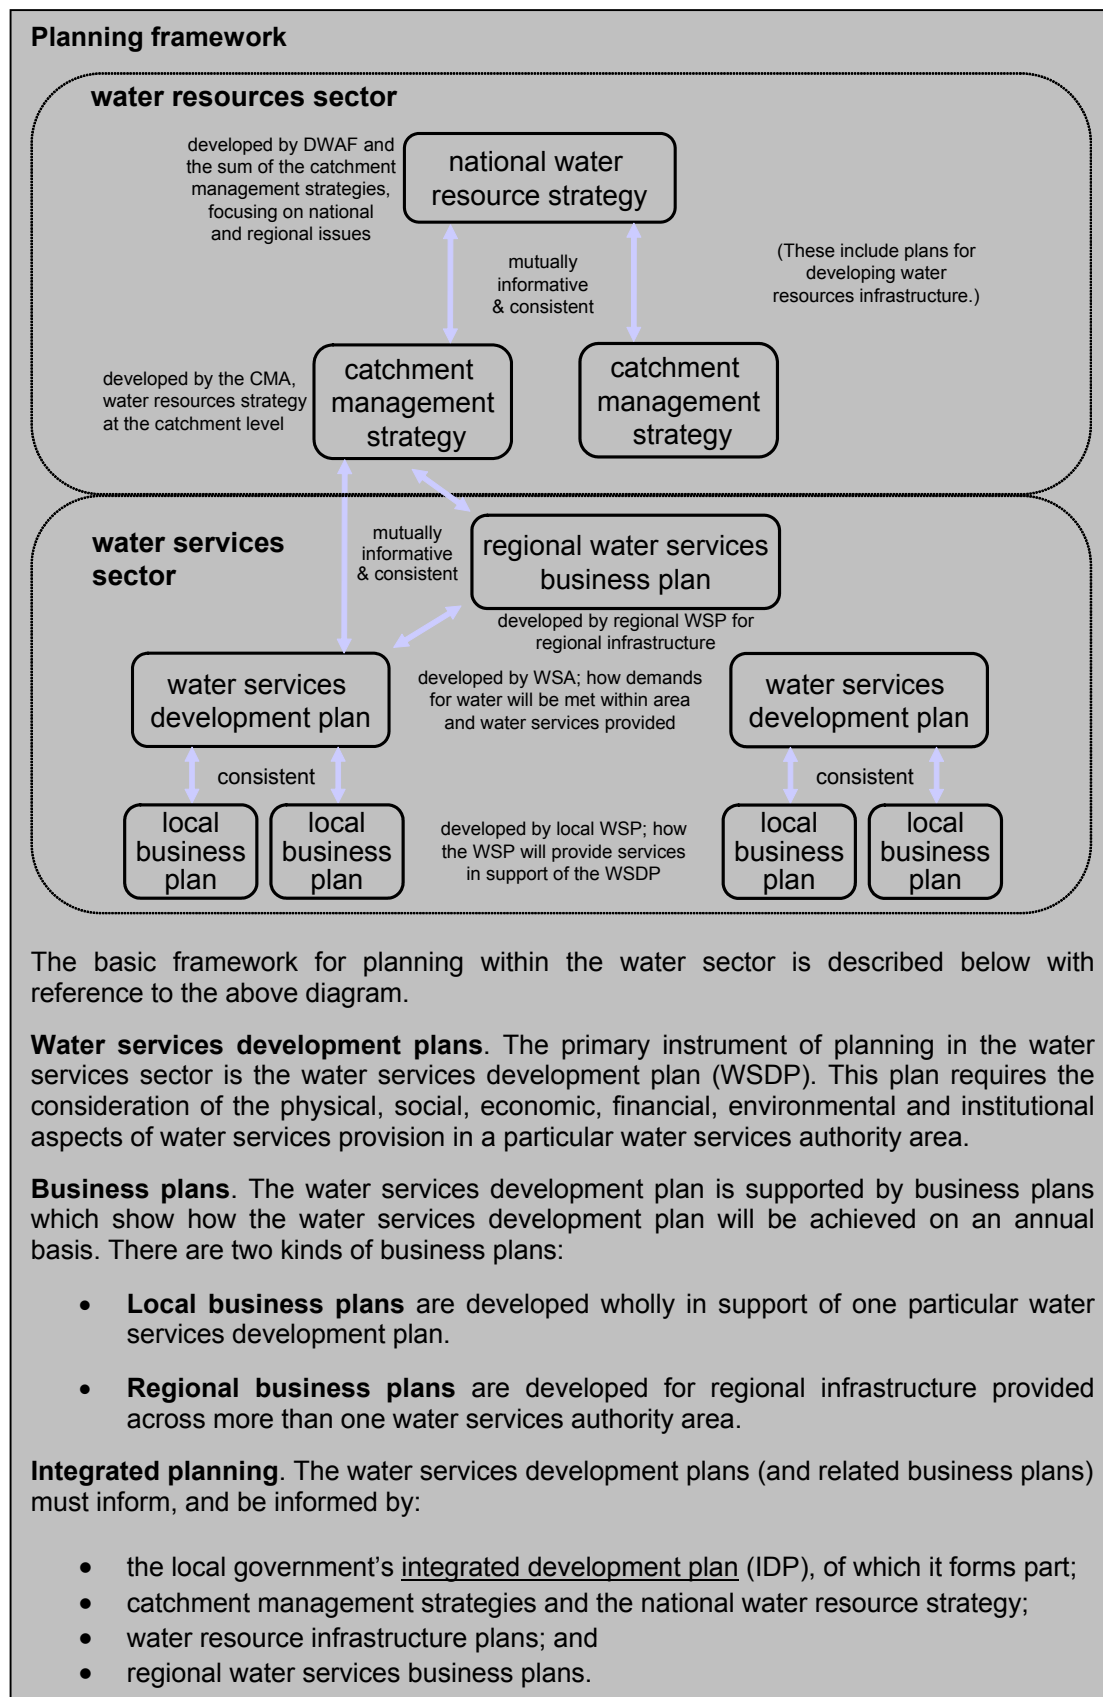 Planning framework
water resources sector
developed by DWAF and
the sum of the catchment
management strategies,
focusing on national
and regional issues
national water
resource strategy
mutually
informative
& consistent
(These include plans for
developing water
resources infrastructure.)
developed by the CMA,
water resources strategy
at the catchment level
catchment
management
strategy
catchment
management
strategy
water services
sector
mutually
informative
& consistent
regional water services
business plan
developed by regional WSP for
regional infrastructure
water services
development plan
developed by WSA; how demands
for water will be met within area
and water services provided
water services
development plan
consistent
consistent
local
business
plan
local
business
plan
developed by local WSP; how
the WSP will provide services
in support of the WSDP
local
business
plan
local
business
plan
The basic framework for planning within the water sector is described below with
reference to the above diagram.
Water services development plans. The primary instrument of planning in the water
services sector is the water services development plan (WSDP). This plan requires the
consideration of the physical, social, economic, financial, environmental and institutional
aspects of water services provision in a particular water services authority area.
Business plans. The water services development plan is supported by business plans
which show how the water services development plan will be achieved on an annual
basis. There are two kinds of business plans:
• Local business plans are developed wholly in support of one particular water
services development plan.
• Regional business plans are developed for regional infrastructure provided
across more than one water services authority area.
Integrated planning. The water services development plans (and related business plans)
must inform, and be informed by:
• the local government's integrated development plan (IDP), of which it forms part;
• catchment management strategies and the national water resource strategy;
• water resource infrastructure plans; and
• regional water services business plans.